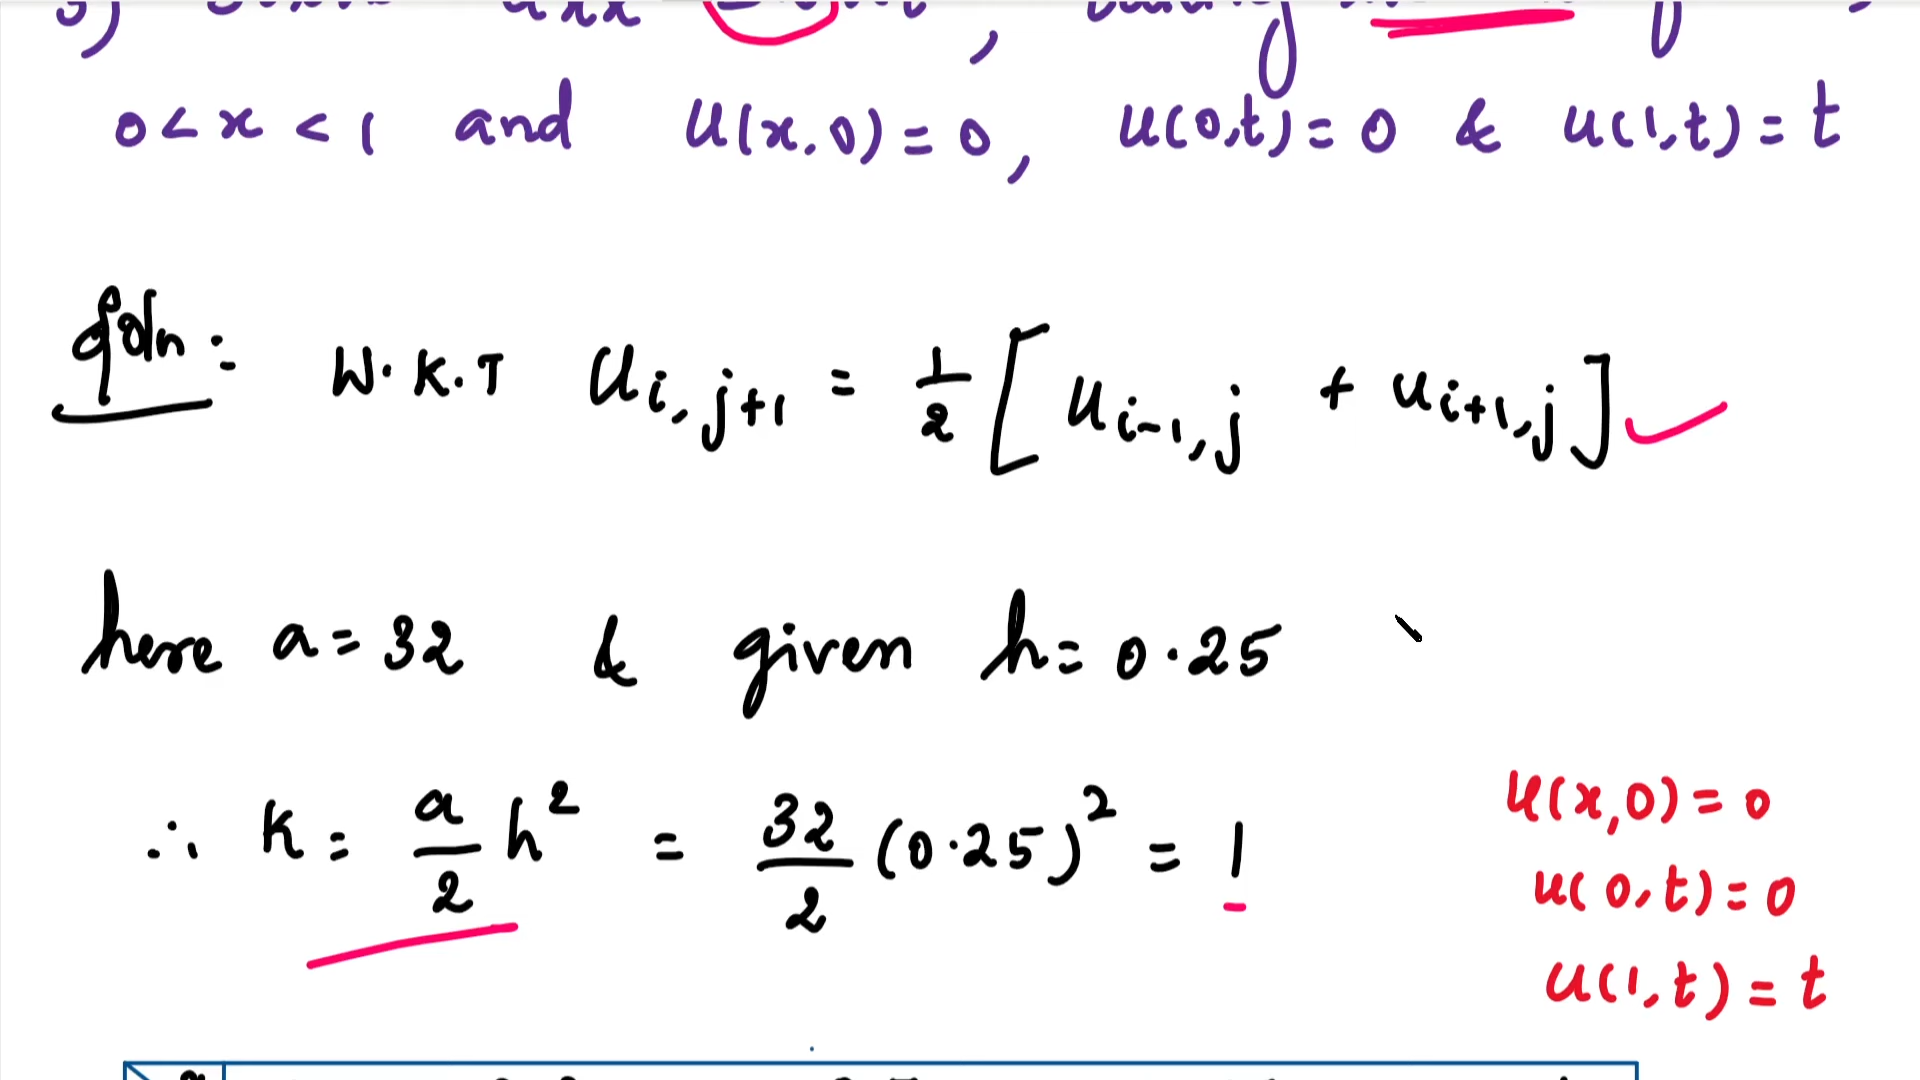 0 < x < 1 and u(x,0) = 0, u(0,t) = 0 & u(1,t) = t
Soln: W.K.T u_{i,j+1} = 1/2 [u_{i-1,j} + u_{i+1,j}]
here a = 32 & given h = 0.25
∴ K = a/2 h² = 32/2 (0.25)² = 1
u(x,0) = 0
u(0,t) = 0
u(1,t) = t